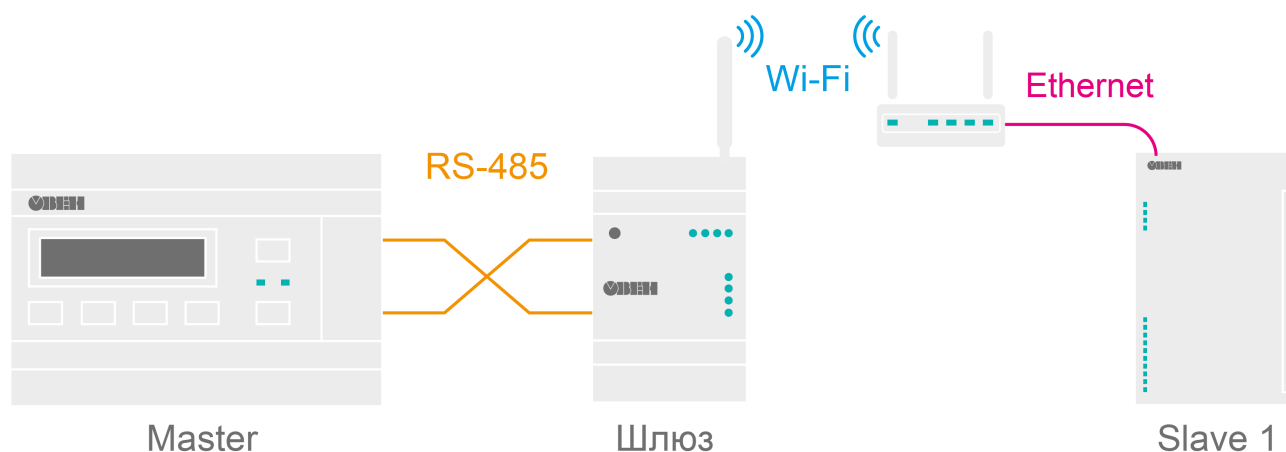 Wi-Fi
Ethernet
RS-485
ОВЕН
ОВЕН
ОВЕН
Master
Шлюз
Slave 1